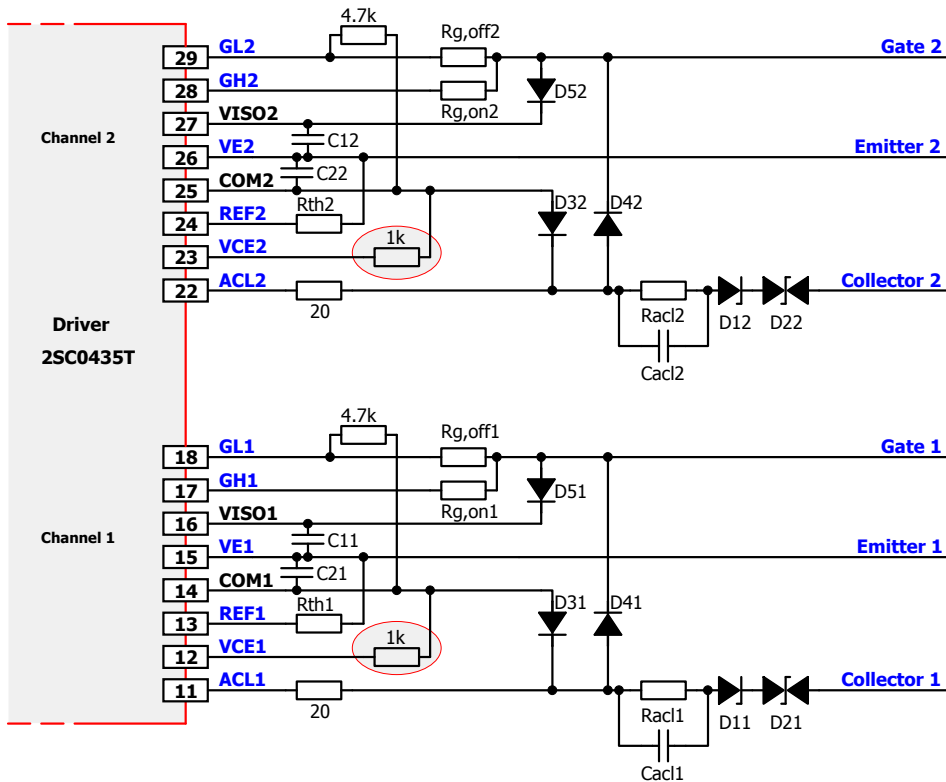 4.7k
29 GL2 Rg,off2 Gate 2
28 GH2 Rg,on2 D52
27 VISO2
Channel 2
C12
26 VE2 Emitter 2
C22
25 COM2
Rth2 D32 D42
24 REF2
1k
23 VCE2
22 ACL2 Collector 2
20 Racl2 D12 D22
Driver
2SC0435T
Cacl2
4.7k
18 GL1 Rg,off1 Gate 1
17 GH1 Rg,on1 D51
16 VISO1
Channel 1
C11
15 VE1 Emitter 1
C21
14 COM1
Rth1 D31 D41
13 REF1
1k
12 VCE1
11 ACL1 Collector 1
20 Racl1 D11 D21
Cacl1